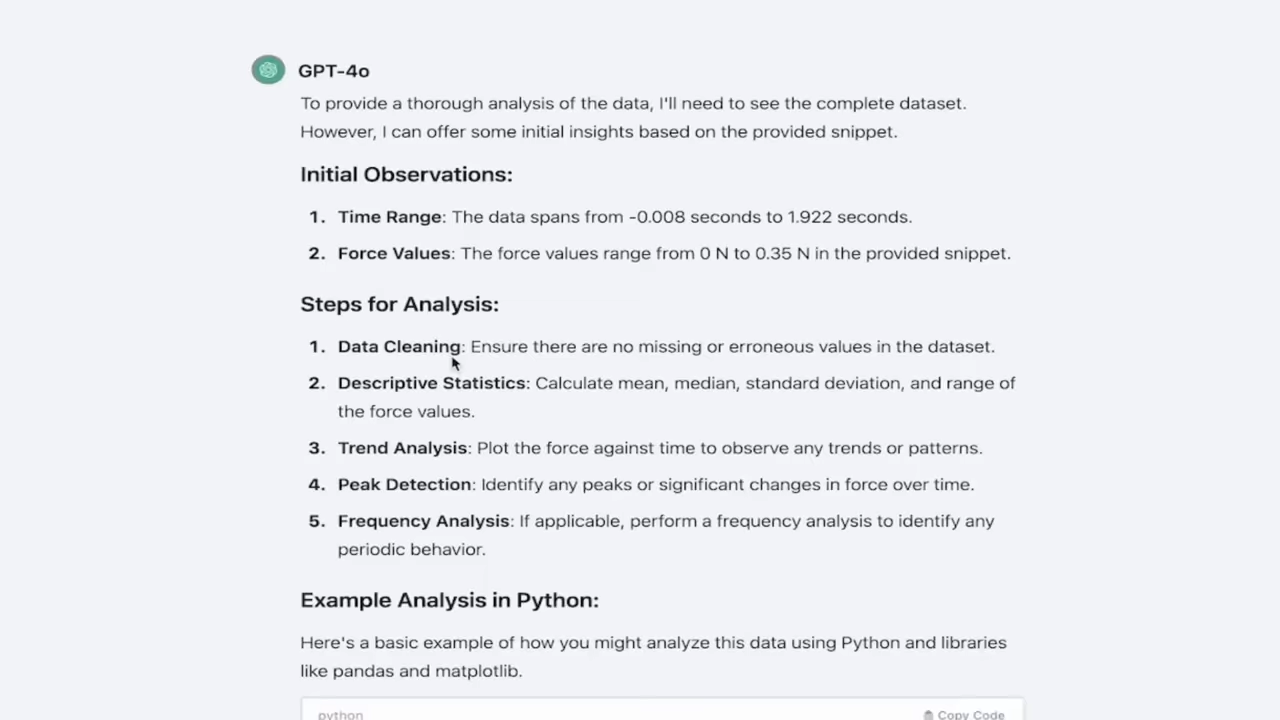 GPT-4o
To provide a thorough analysis of the data, I'll need to see the complete dataset.
However, I can offer some initial insights based on the provided snippet.
Initial Observations:
1. Time Range: The data spans from -0.008 seconds to 1.922 seconds.
2. Force Values: The force values range from 0 N to 0.35 N in the provided snippet.
Steps for Analysis:
1. Data Cleaning: Ensure there are no missing or erroneous values in the dataset.
2. Descriptive Statistics: Calculate mean, median, standard deviation, and range of
the force values.
3. Trend Analysis: Plot the force against time to observe any trends or patterns.
4. Peak Detection: Identify any peaks or significant changes in force over time.
5. Frequency Analysis: If applicable, perform a frequency analysis to identify any
periodic behavior.
Example Analysis in Python:
Here's a basic example of how you might analyze this data using Python and libraries
like pandas and matplotlib.
python Copy Code